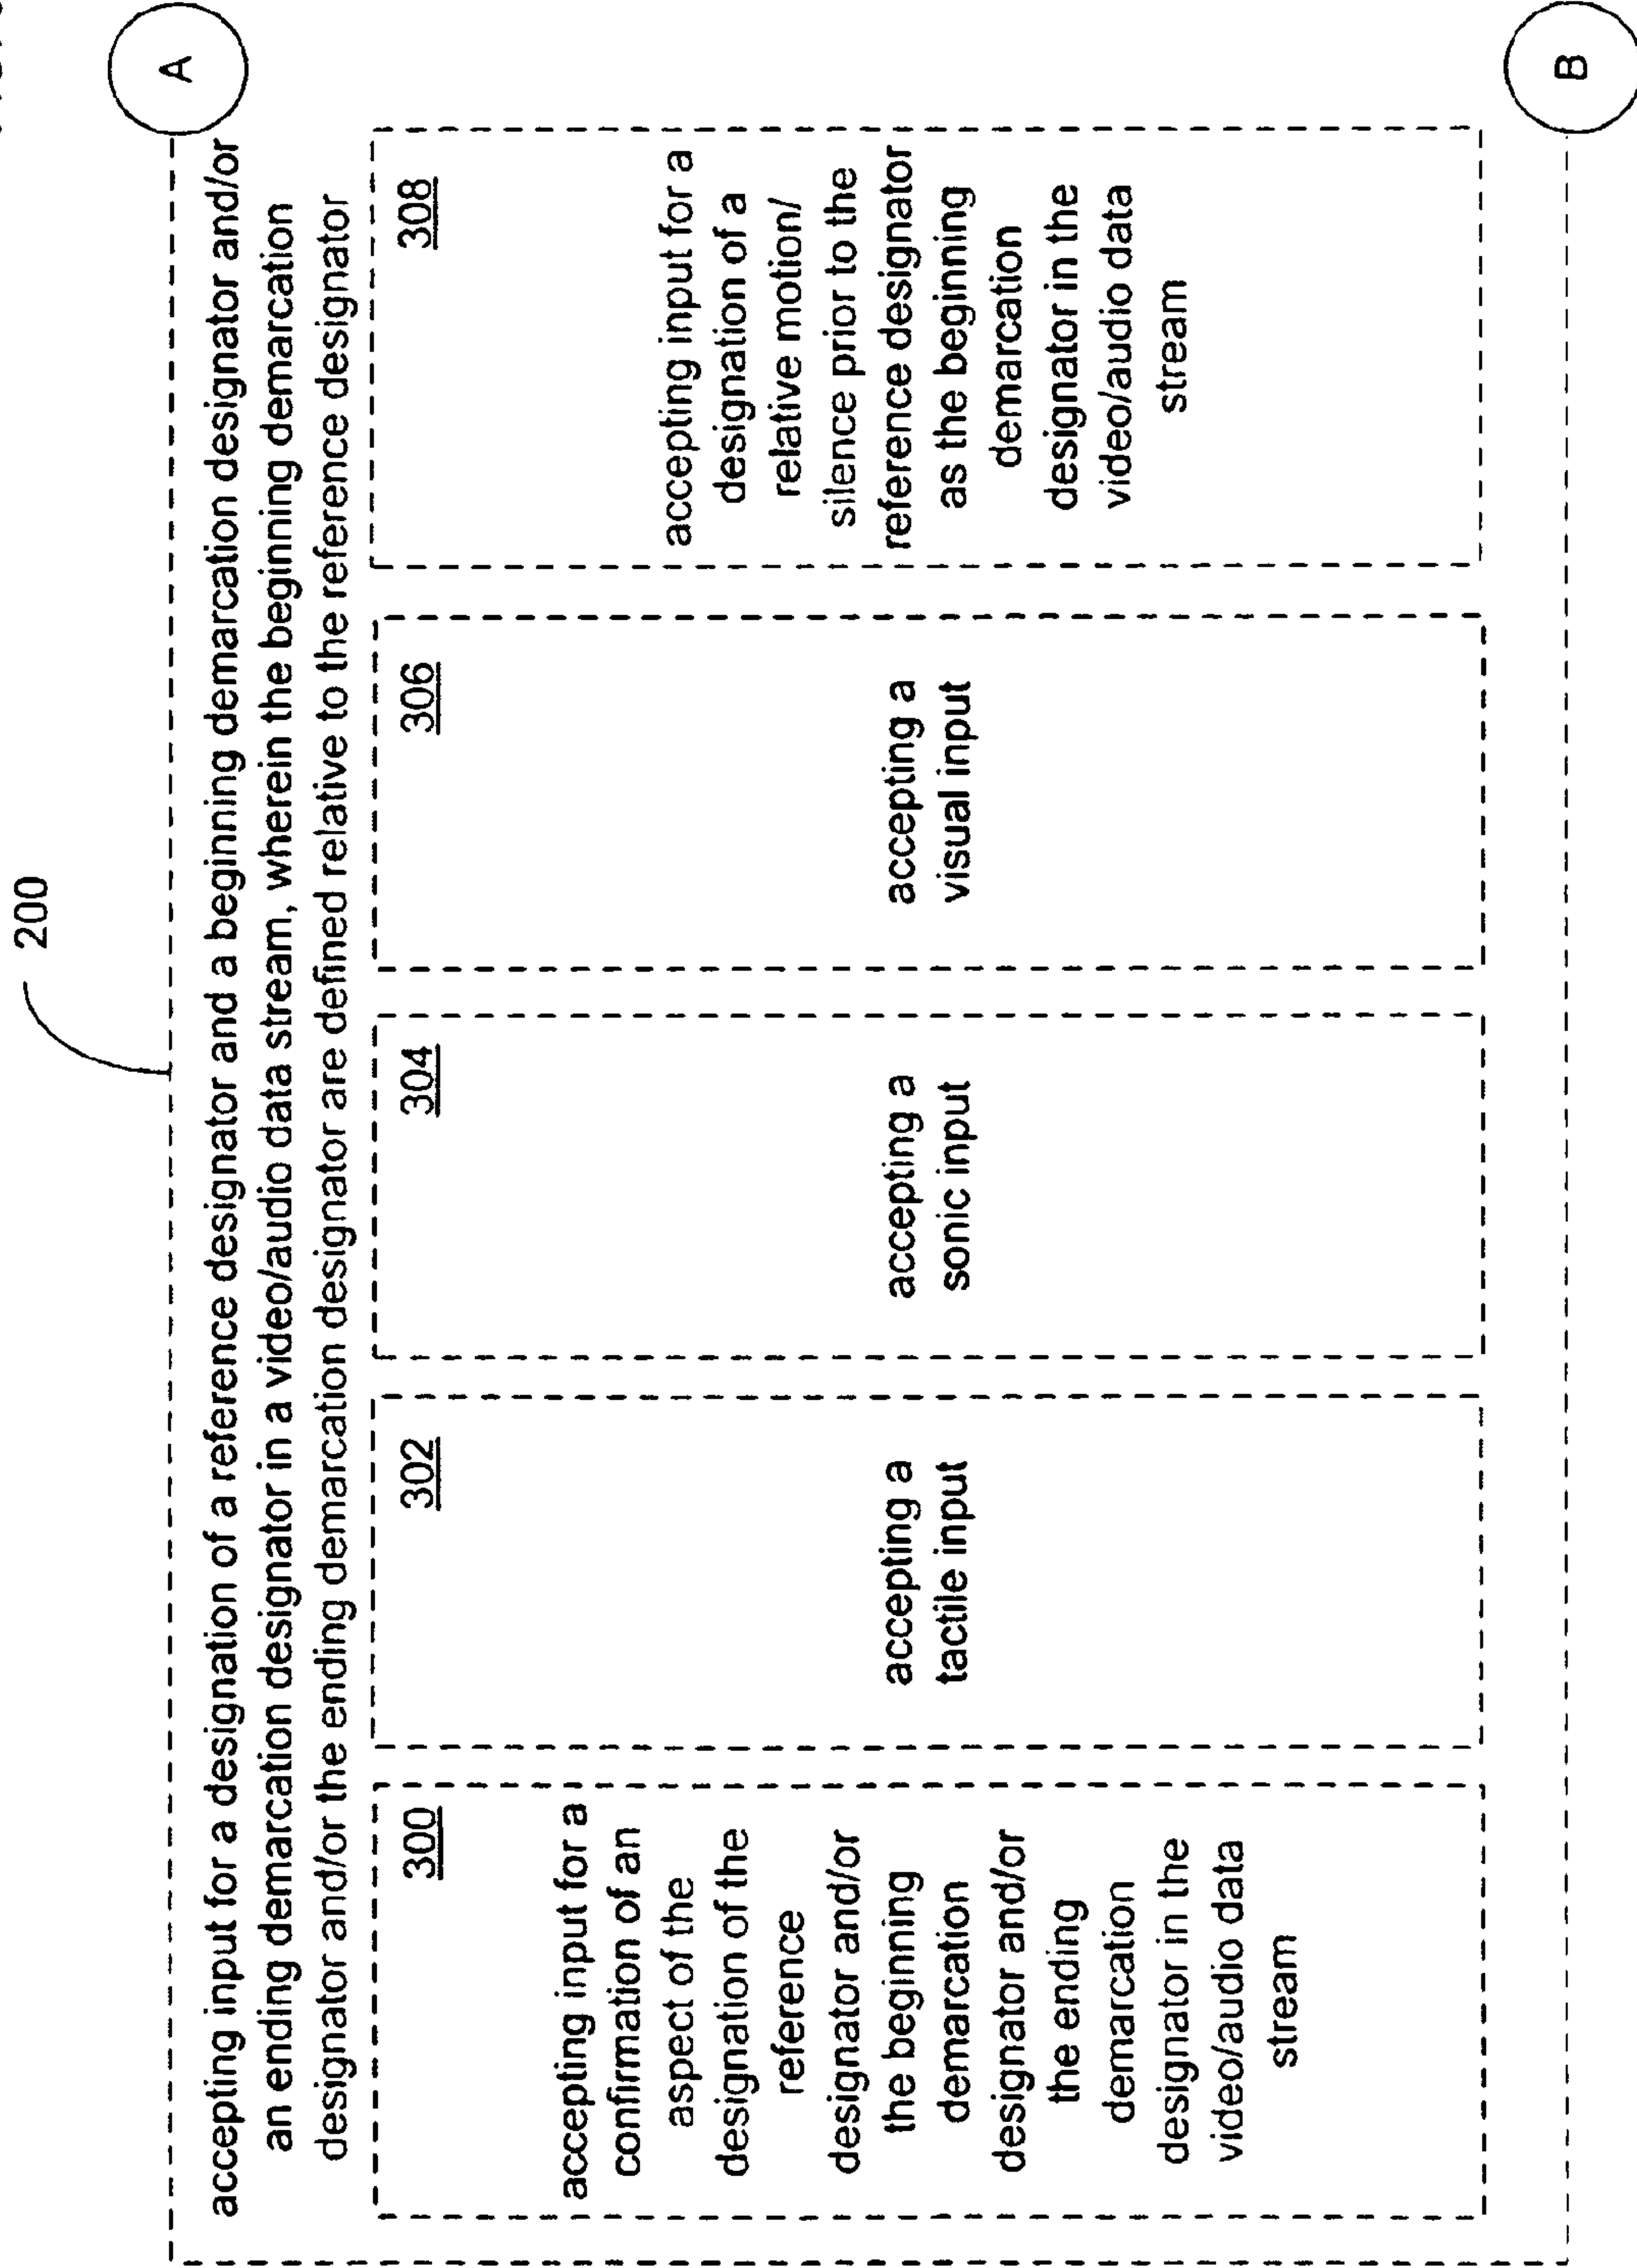 200
A
accepting input for a designation of a reference designator and a beginning demarcation designator and/or
an ending demarcation designator in a video/audio data stream, wherein the beginning demarcation
designator and/or the ending demarcation designator are defined relative to the reference designator
300
accepting input for a
confirmation of an
aspect of the
designation of the
reference
designator and/or
the beginning
demarcation
designator and/or
the ending
demarcation
designator in the
video/audio data
stream
302
accepting a
tactile input
304
accepting a
sonic input
306
accepting a
visual input
308
accepting input for a
designation of a
relative motion/
silence prior to the
reference designator
as the beginning
demarcation
designator in the
video/audio data
stream
B